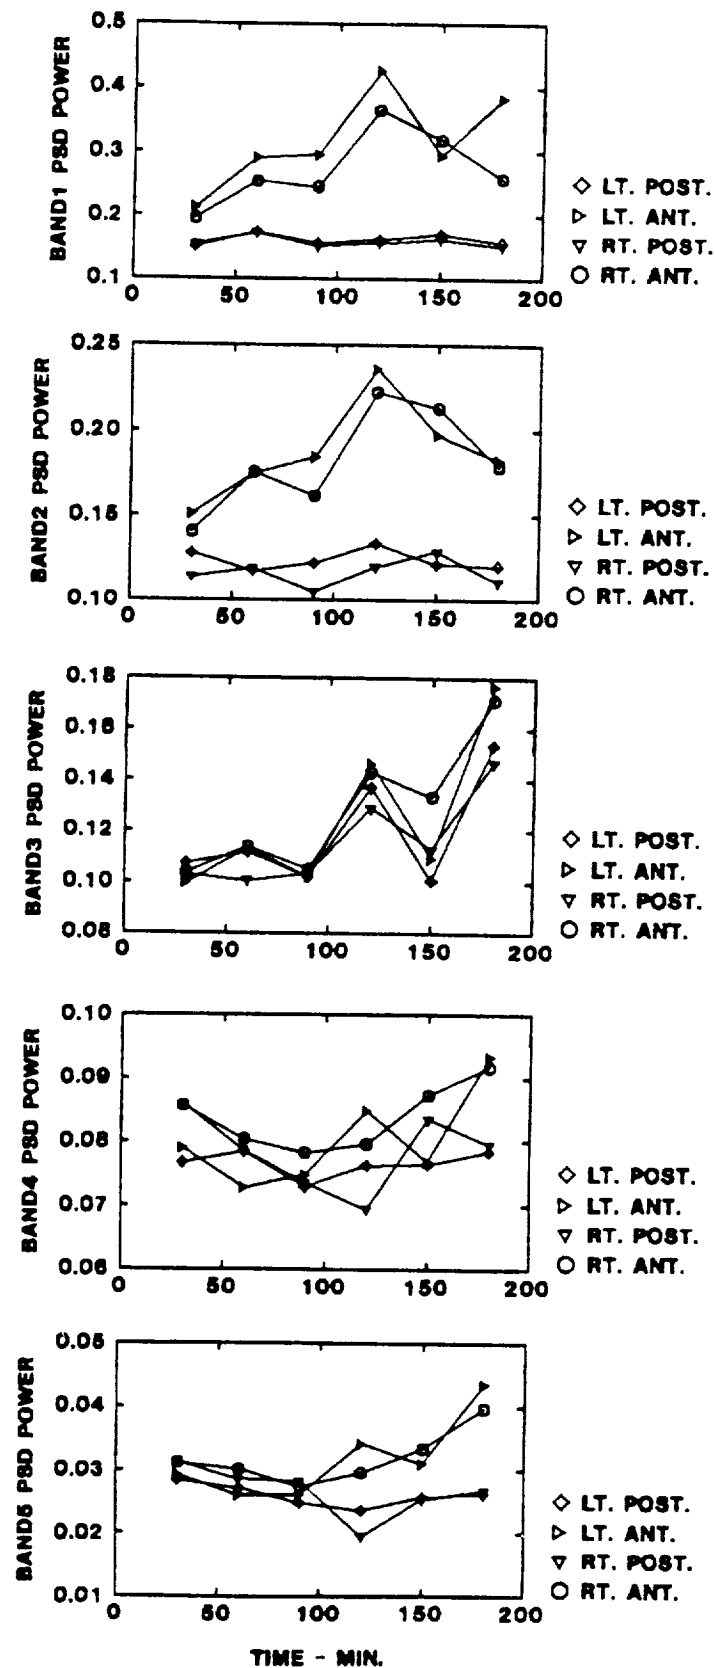 0.5
0.4
0.3
0.2
0.1
BAND1 PSD POWER
0 50 100 150 200
LT. POST.
LT. ANT.
RT. POST.
RT. ANT.
0.25
0.20
0.15
0.10
BAND2 PSD POWER
0 50 100 150 200
LT. POST.
LT. ANT.
RT. POST.
RT. ANT.
0.18
0.16
0.14
0.12
0.10
0.08
BAND3 PSD POWER
0 50 100 150 200
LT. POST.
LT. ANT.
RT. POST.
RT. ANT.
0.10
0.09
0.08
0.07
0.06
BAND4 PSD POWER
0 50 100 150 200
LT. POST.
LT. ANT.
RT. POST.
RT. ANT.
0.05
0.04
0.03
0.02
0.01
BAND5 PSD POWER
0 50 100 150 200
LT. POST.
LT. ANT.
RT. POST.
RT. ANT.
TIME - MIN.